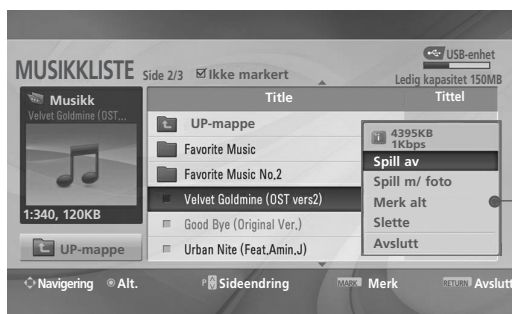 MUSIKKLISTE
Side 2/3
Ikke markert
USB-enhet
Ledig kapasitet 150MB
Musikk
Velvet Goldmine (OST...
1:340, 120KB
UP-mappe
Title
Tittel
UP-mappe
Favorite Music
Favorite Music No.2
Velvet Goldmine (OST vers2)
Good Bye (Original Ver.)
Urban Nite (Feat.Amin.J)
4395KB
1Kbps
Spill av
Spill m/ foto
Merk alt
Slette
Avslutt
Navigering
Alt.
P Sideendring
MARK Merk
RETURN Avslutt